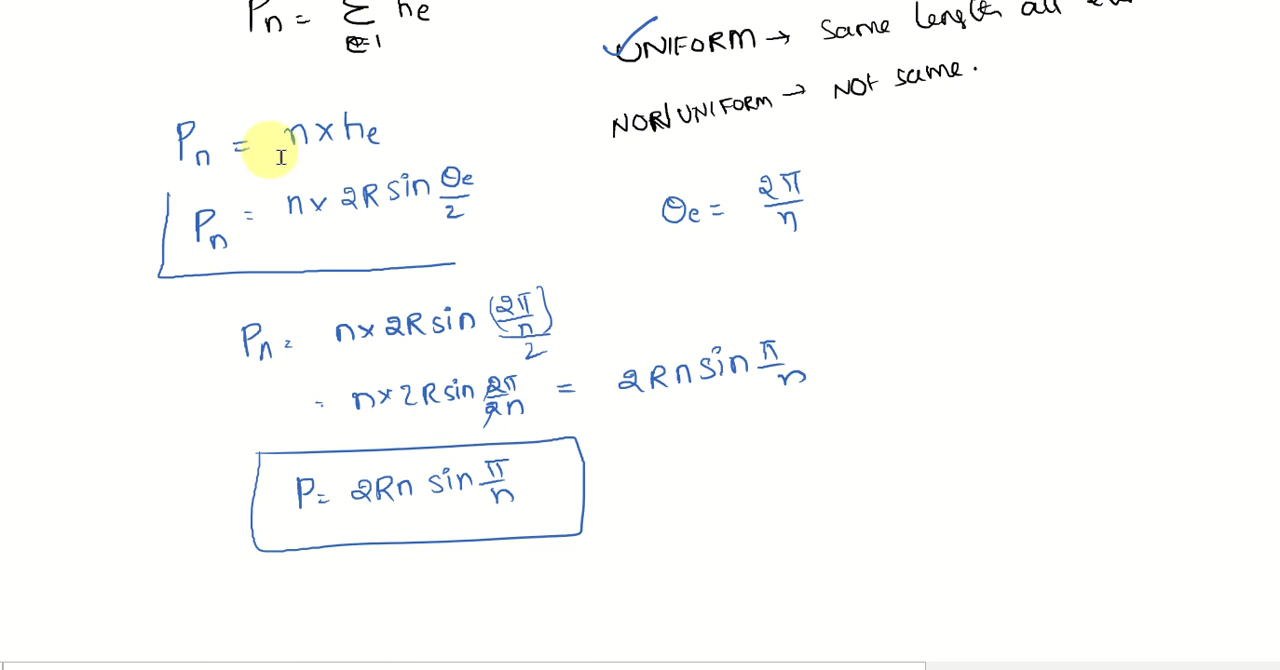 Pn = Σ he
e=1
UNIFORM → Same length all
NON UNIFORM → NOT same.
Pn = n × he
Pn = n × 2R sin θe/2
θe = 2π/n
Pn = n × 2R sin (2π/n)/2
= n × 2R sin 2π/2n = 2Rn sin π/n
P = 2Rn sin π/n